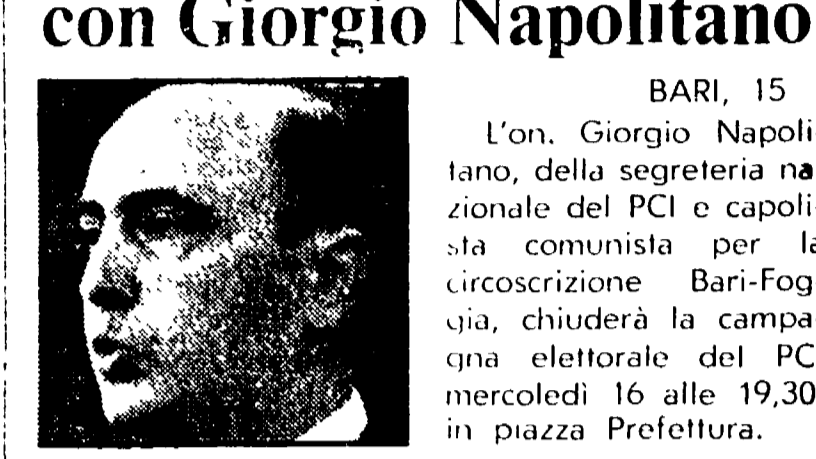 con Giorgio Napolitano
BARI, 15
L'on. Giorgio Napoli-
tano, della segreteria na
zionale del PCI e capoli-
sta comunista per la
circoscrizione Bari-Fog
gia, chiuderà la campa
gna elettorale del PC
mercoledì 16 alle 19,30
in piazza Prefettura.